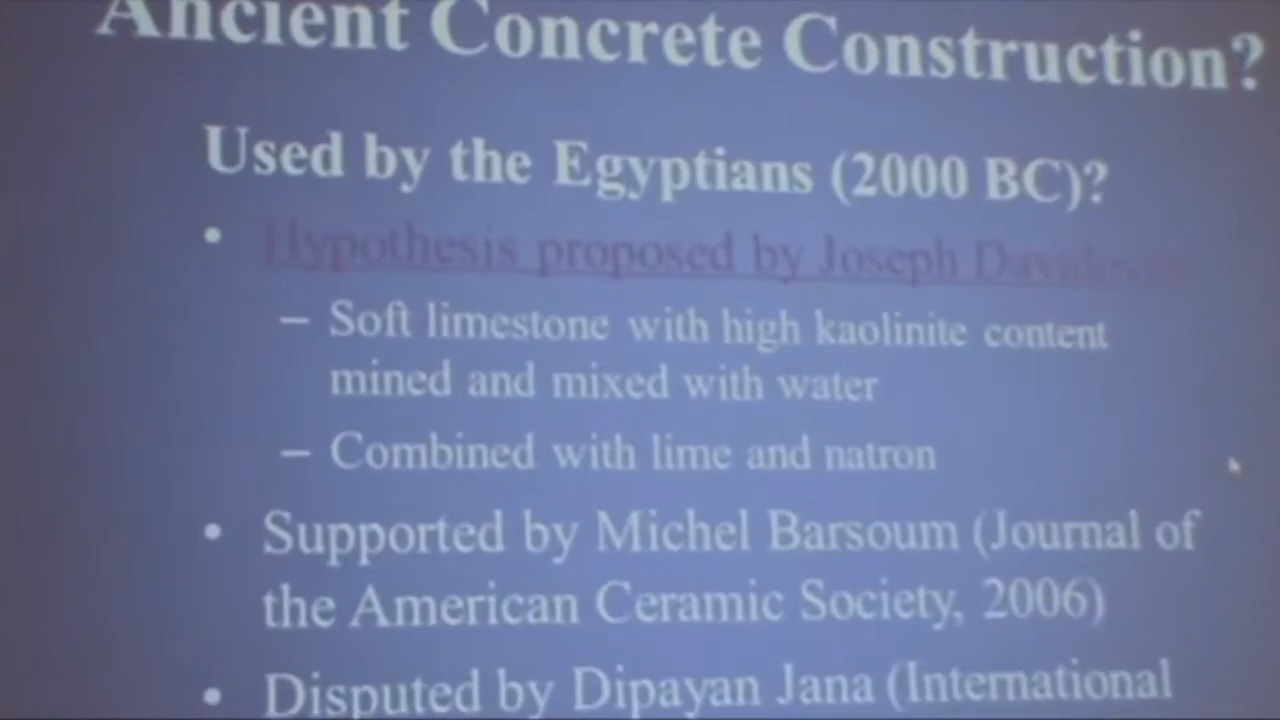 Ancient Concrete Construction?
Used by the Egyptians (2000 BC)?
• Hypothesis proposed by Joseph
– Soft limestone with high kaolinite content
mined and mixed with water
– Combined with lime and natron
• Supported by Michel Barsoum (Journal of
the American Ceramic Society, 2006)
• Disputed by Dipayan Jana (International